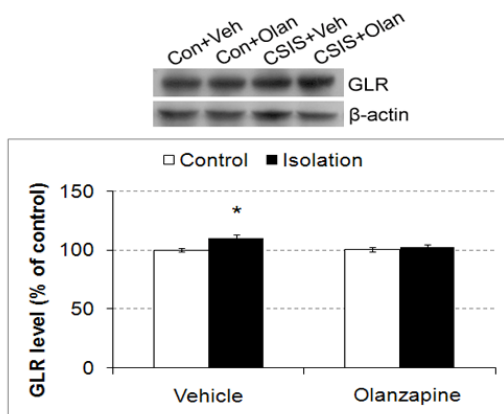 Con+Veh Con+Olan CSIS+Veh CSIS+Olan
GLR
β-actin
Control Isolation
GLR level (% of control)
150
*
100
50
0
Vehicle Olanzapine